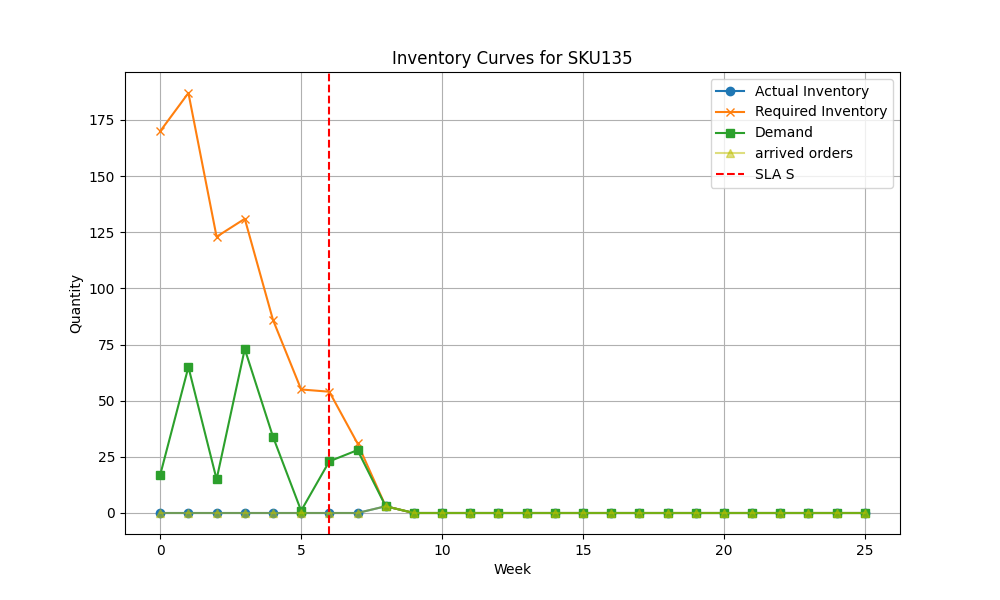 Inventory Curves for SKU135
Actual Inventory
Required Inventory
Demand
arrived orders
SLA S
Quantity
175
150
125
100
75
50
25
0
0 5 10 15 20 25
Week